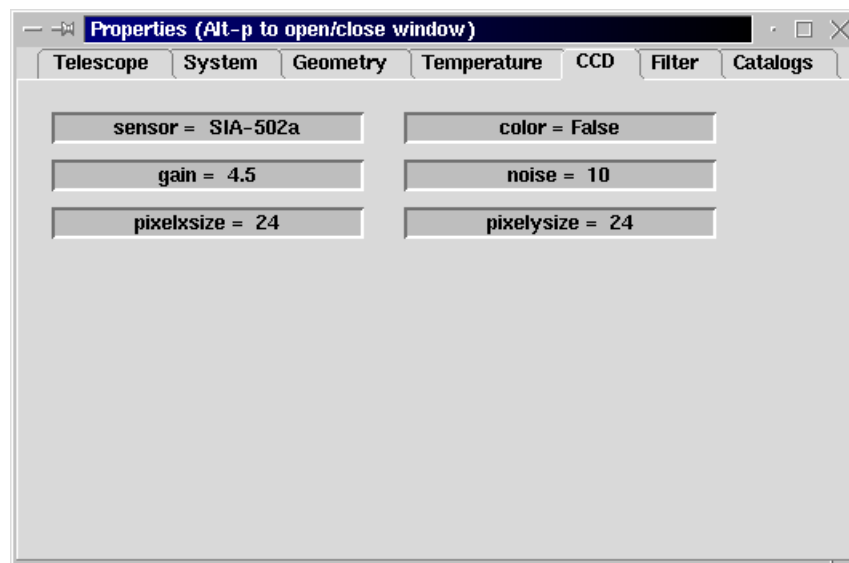 Properties (Alt-p to open/close window)
Telescope System Geometry Temperature CCD Filter Catalogs
sensor = SIA-502a color = False
gain = 4.5 noise = 10
pixelxsize = 24 pixelysize = 24